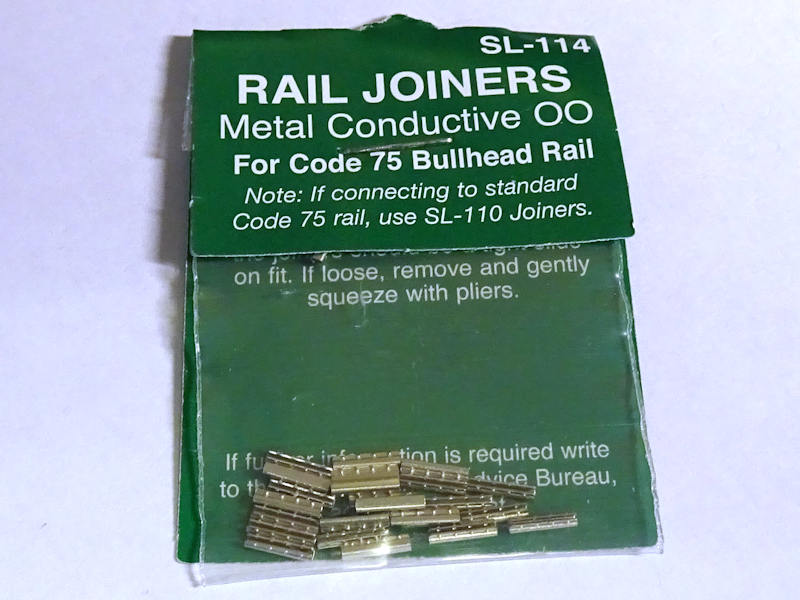 SL-114
RAIL JOINERS
Metal Conductive OO
For Code 75 Bullhead Rail
Note: If connecting to standard
Code 75 rail, use SL-110 Joiners.
on fit. If loose, remove and gently
squeeze with pliers.
If is required write
to Bureau,